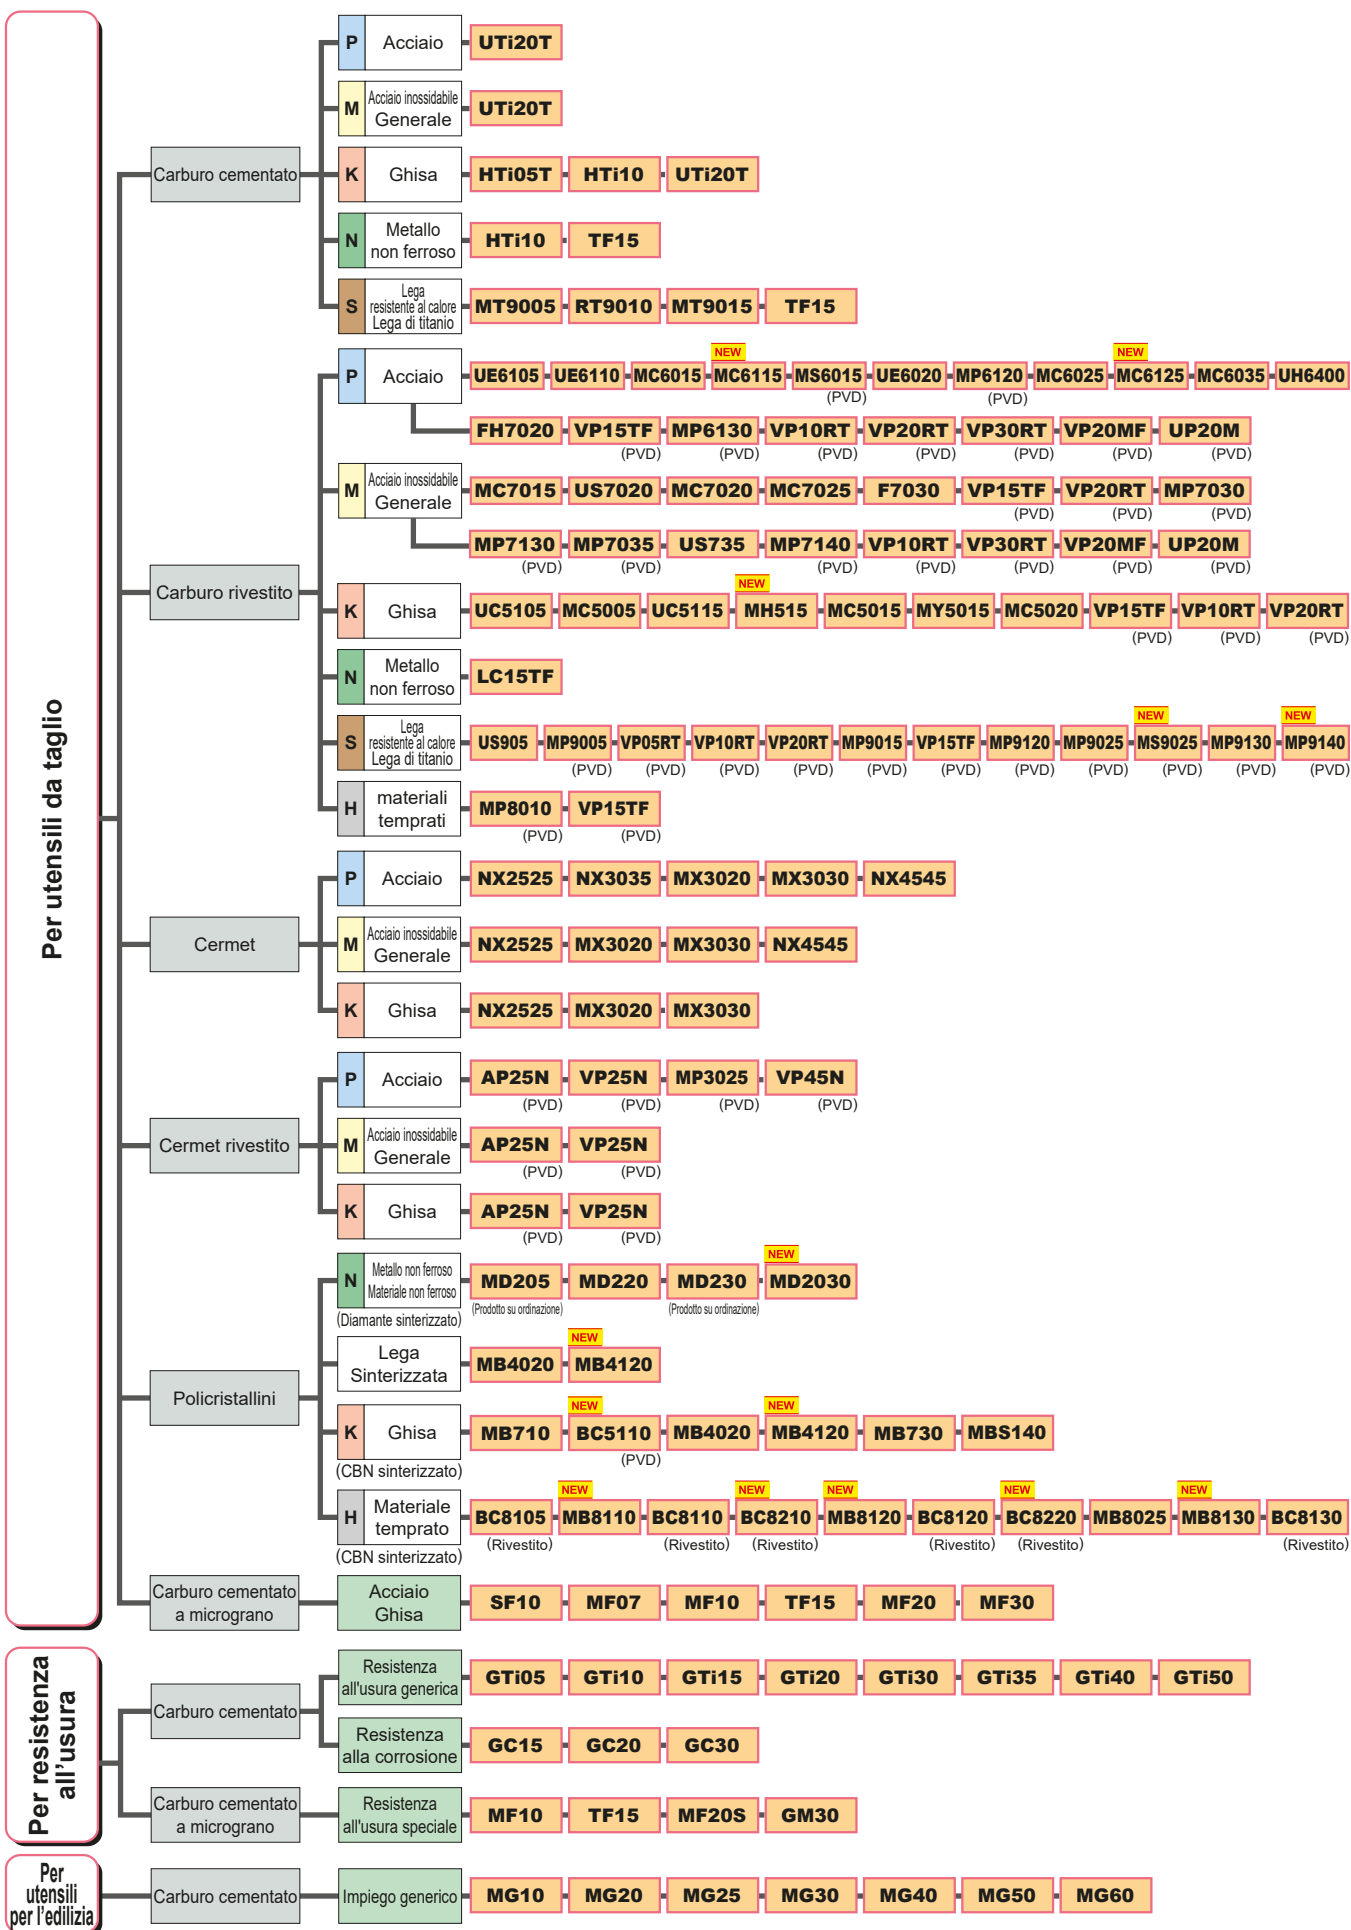 Per utensili da taglio
Carburo cementato
P Acciaio UTi20T
M Acciaio inossidabile
Generale UTi20T
K Ghisa HTi05T HTi10 UTi20T
N Metallo
non ferroso HTi10 TF15
S Lega
resistente al calore
Lega di titanio MT9005 RT9010 MT9015 TF15
Carburo rivestito
NEW NEW
P Acciaio UE6105 UE6110 MC6015 MC6115 MS6015 UE6020 MP6120 MC6025 MC6125 MC6035 UH6400
(PVD) (PVD)
FH7020 VP15TF MP6130 VP10RT VP20RT VP30RT VP20MF UP20M
(PVD) (PVD) (PVD) (PVD) (PVD) (PVD) (PVD)
M Acciaio inossidabile
Generale MC7015 US7020 MC7020 MC7025 F7030 VP15TF VP20RT MP7030
(PVD) (PVD) (PVD)
MP7130 MP7035 US735 MP7140 VP10RT VP30RT VP20MF UP20M
(PVD) (PVD) (PVD) (PVD) (PVD) (PVD) (PVD)
NEW
K Ghisa UC5105 MC5005 UC5115 MH515 MC5015 MY5015 MC5020 VP15TF VP10RT VP20RT
(PVD) (PVD) (PVD)
N Metallo
non ferroso LC15TF
NEW NEW
S Lega
resistente al calore
Lega di titanio US905 MP9005 VP05RT VP10RT VP20RT MP9015 VP15TF MP9120 MP9025 MS9025 MP9130 MP9140
(PVD) (PVD) (PVD) (PVD) (PVD) (PVD) (PVD) (PVD) (PVD) (PVD) (PVD)
H materiali
temprati MP8010 VP15TF
(PVD) (PVD)
Cermet
P Acciaio NX2525 NX3035 MX3020 MX3030 NX4545
M Acciaio inossidabile
Generale NX2525 MX3020 MX3030 NX4545
K Ghisa NX2525 MX3020 MX3030
Cermet rivestito
P Acciaio AP25N VP25N MP3025 VP45N
(PVD) (PVD) (PVD) (PVD)
M Acciaio inossidabile
Generale AP25N VP25N
(PVD) (PVD)
K Ghisa AP25N VP25N
(PVD) (PVD)
Policristallini
NEW
N Metallo non ferroso
Materiale non ferroso MD205 MD220 MD230 MD2030
(Prodotto su ordinazione) (Prodotto su ordinazione)
(Diamante sinterizzato)
NEW
Lega
Sinterizzata MB4020 MB4120
NEW NEW
K Ghisa MB710 BC5110 MB4020 MB4120 MB730 MBS140
(PVD)
(CBN sinterizzato)
NEW NEW NEW NEW NEW
H Materiale
temprato BC8105 MB8110 BC8110 BC8210 MB8120 BC8120 BC8220 MB8025 MB8130 BC8130
(Rivestito) (Rivestito) (Rivestito) (Rivestito) (Rivestito) (Rivestito)
(CBN sinterizzato)
Carburo cementato
a micrograno
Acciaio
Ghisa SF10 MF07 MF10 TF15 MF20 MF30
Per resistenza
all'usura
Carburo cementato
Resistenza
all'usura generica GTi05 GTi10 GTi15 GTi20 GTi30 GTi35 GTi40 GTi50
Resistenza
alla corrosione GC15 GC20 GC30
Carburo cementato
a micrograno
Resistenza
all'usura speciale MF10 TF15 MF20S GM30
Per
utensili
per l'edilizia
Carburo cementato
Impiego generico MG10 MG20 MG25 MG30 MG40 MG50 MG60